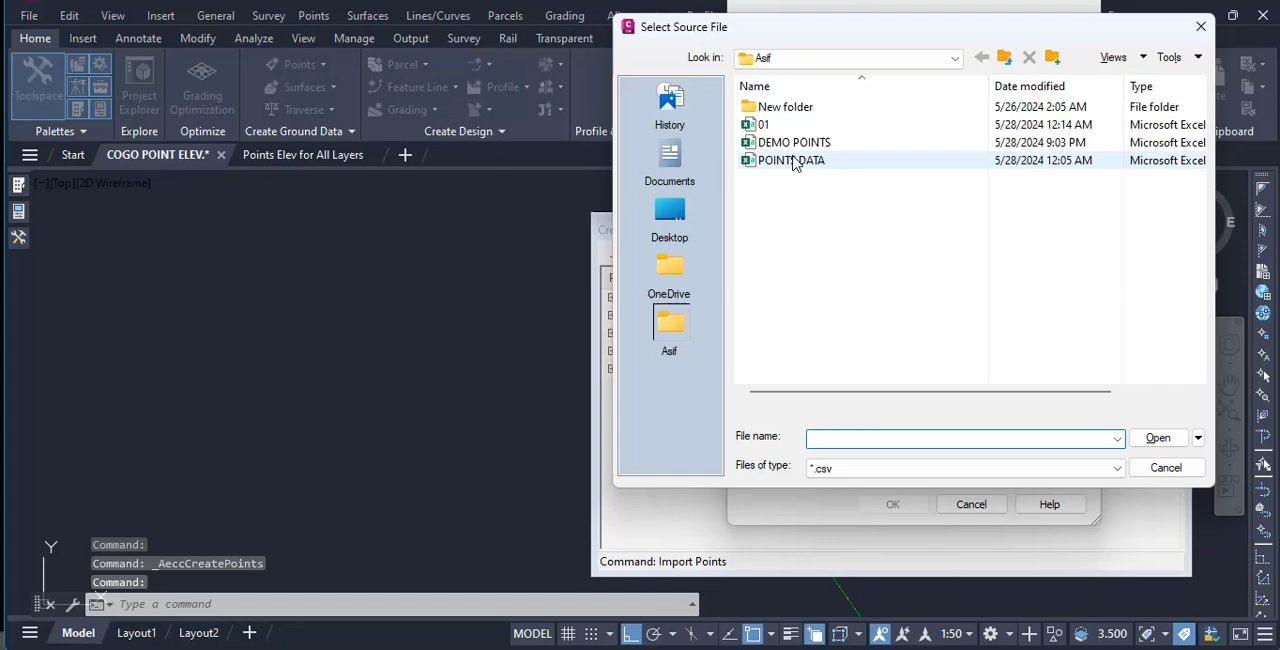 File Edit View Insert General Survey Points Surfaces Lines/Curves Parcels Grading
Select Source File
Home Insert Annotate Modify Analyze View Manage Output Survey Rail Transparent
Look in: Asif Views Tools
Points Parcel
Surfaces Feature Line Profile
Traverse Grading
Toolspace Project Explorer Grading Optimization
Palettes Explore Optimize Create Ground Data Create Design Profile &
Start COGO POINT ELEV.* Points Elev for All Layers
[−][Top][2D Wireframe]
Name Date modified Type
New folder 5/26/2024 2:05 AM File folder
01 5/28/2024 12:14 AM Microsoft Excel
DEMO POINTS 5/28/2024 9:03 PM Microsoft Excel
POINTS DATA 5/28/2024 12:05 AM Microsoft Excel
History
Documents
Desktop
OneDrive
Asif
E
File name: Open
Files of type: *.csv Cancel
OK Cancel Help
Command: Import Points
Y
Command:
Command: _AeccCreatePoints
Command:
Type a command
Model Layout1 Layout2 MODEL 1:50 3.500